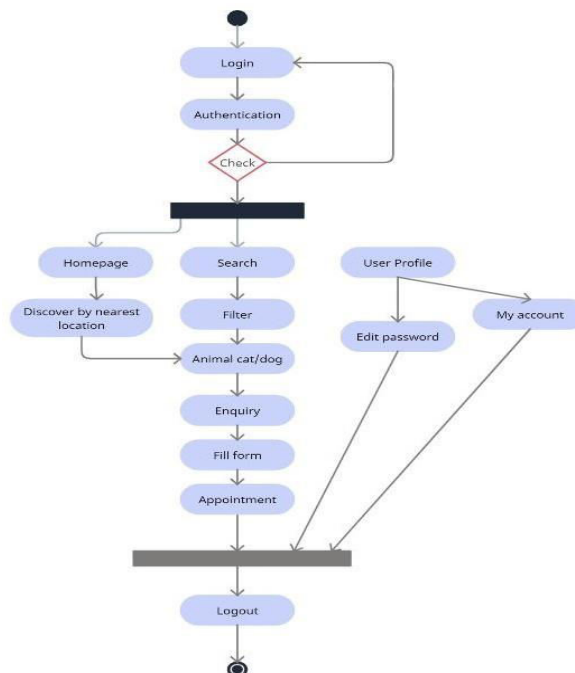 Login
Authentication
Check
Homepage
Search
User Profile
Discover by nearest
location
Filter
My account
Edit password
Animal cat/dog
Enquiry
Fill form
Appointment
Logout